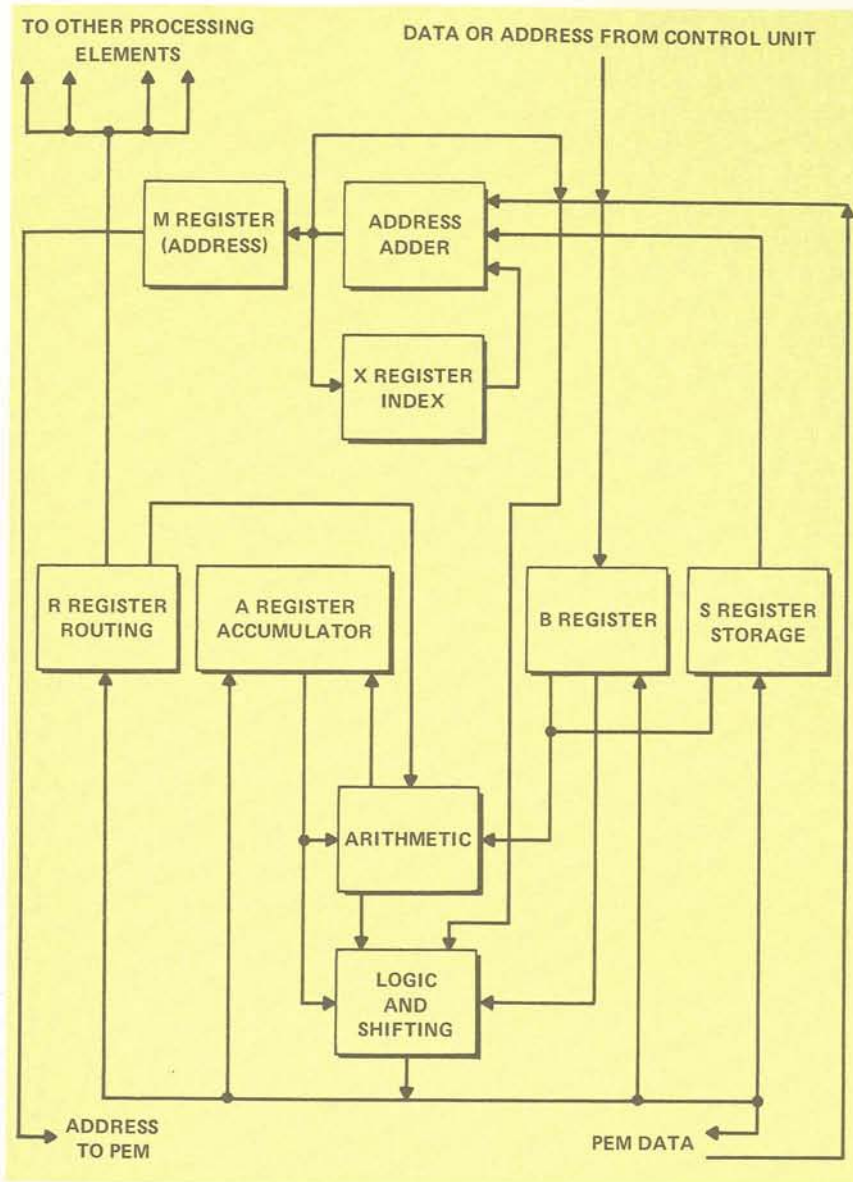 TO OTHER PROCESSING
ELEMENTS
DATA OR ADDRESS FROM CONTROL UNIT
M REGISTER
(ADDRESS)
ADDRESS
ADDER
X REGISTER
INDEX
R REGISTER
ROUTING
A REGISTER
ACCUMULATOR
B REGISTER
S REGISTER
STORAGE
ARITHMETIC
LOGIC
AND
SHIFTING
ADDRESS
TO PEM
PEM DATA